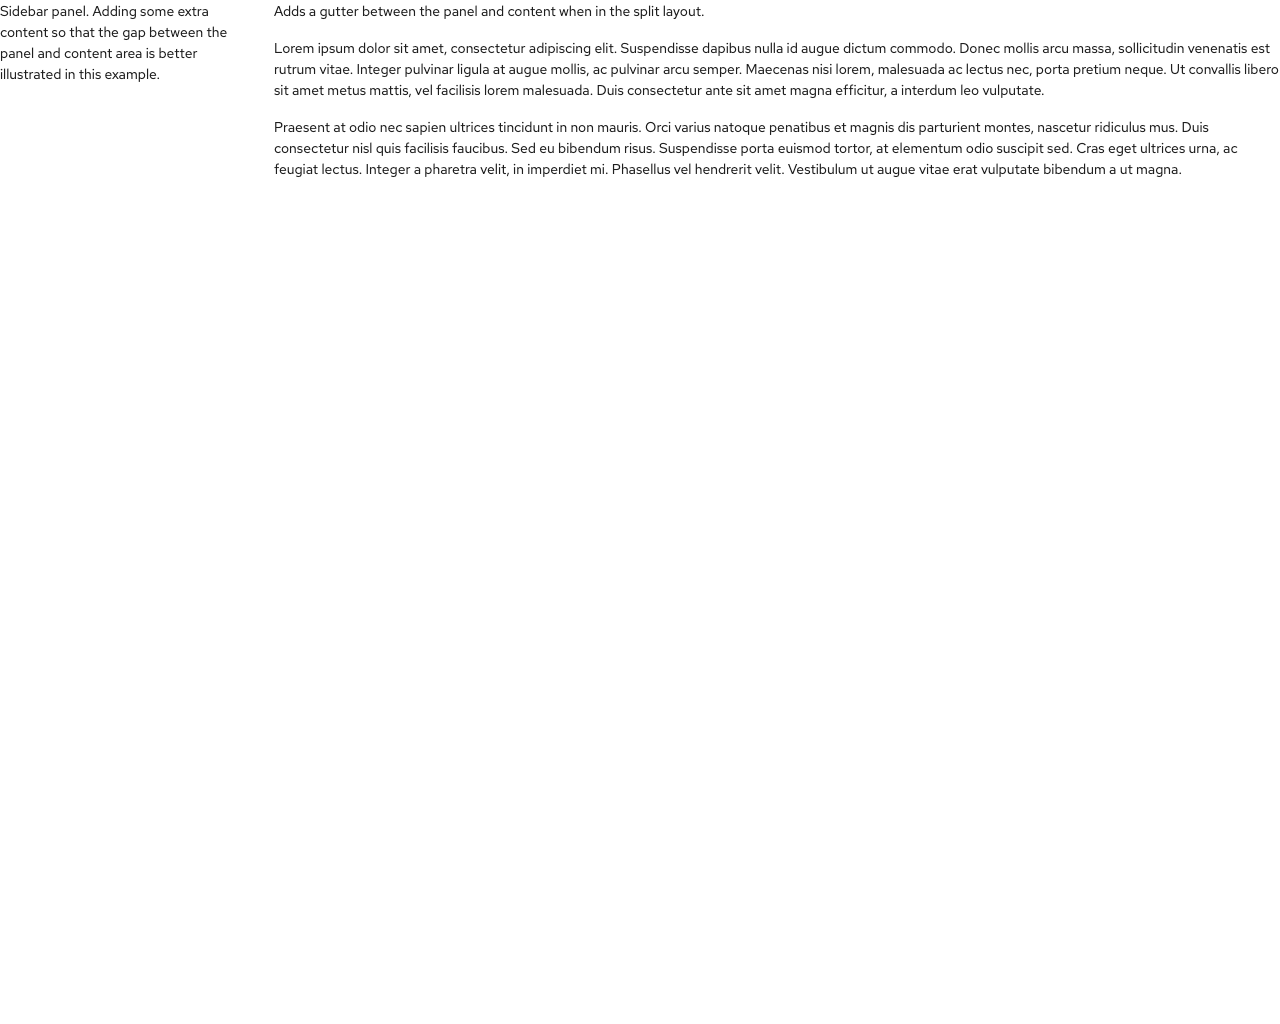 Sidebar panel. Adding some extra
content so that the gap between the
panel and content area is better
illustrated in this example.
Adds a gutter between the panel and content when in the split layout.
Lorem ipsum dolor sit amet, consectetur adipiscing elit. Suspendisse dapibus nulla id augue dictum commodo. Donec mollis arcu massa, sollicitudin venenatis est
rutrum vitae. Integer pulvinar ligula at augue mollis, ac pulvinar arcu semper. Maecenas nisi lorem, malesuada ac lectus nec, porta pretium neque. Ut convallis libero
sit amet metus mattis, vel facilisis lorem malesuada. Duis consectetur ante sit amet magna efficitur, a interdum leo vulputate.
Praesent at odio nec sapien ultrices tincidunt in non mauris. Orci varius natoque penatibus et magnis dis parturient montes, nascetur ridiculus mus. Duis
consectetur nisl quis facilisis faucibus. Sed eu bibendum risus. Suspendisse porta euismod tortor, at elementum odio suscipit sed. Cras eget ultrices urna, ac
feugiat lectus. Integer a pharetra velit, in imperdiet mi. Phasellus vel hendrerit velit. Vestibulum ut augue vitae erat vulputate bibendum a ut magna.